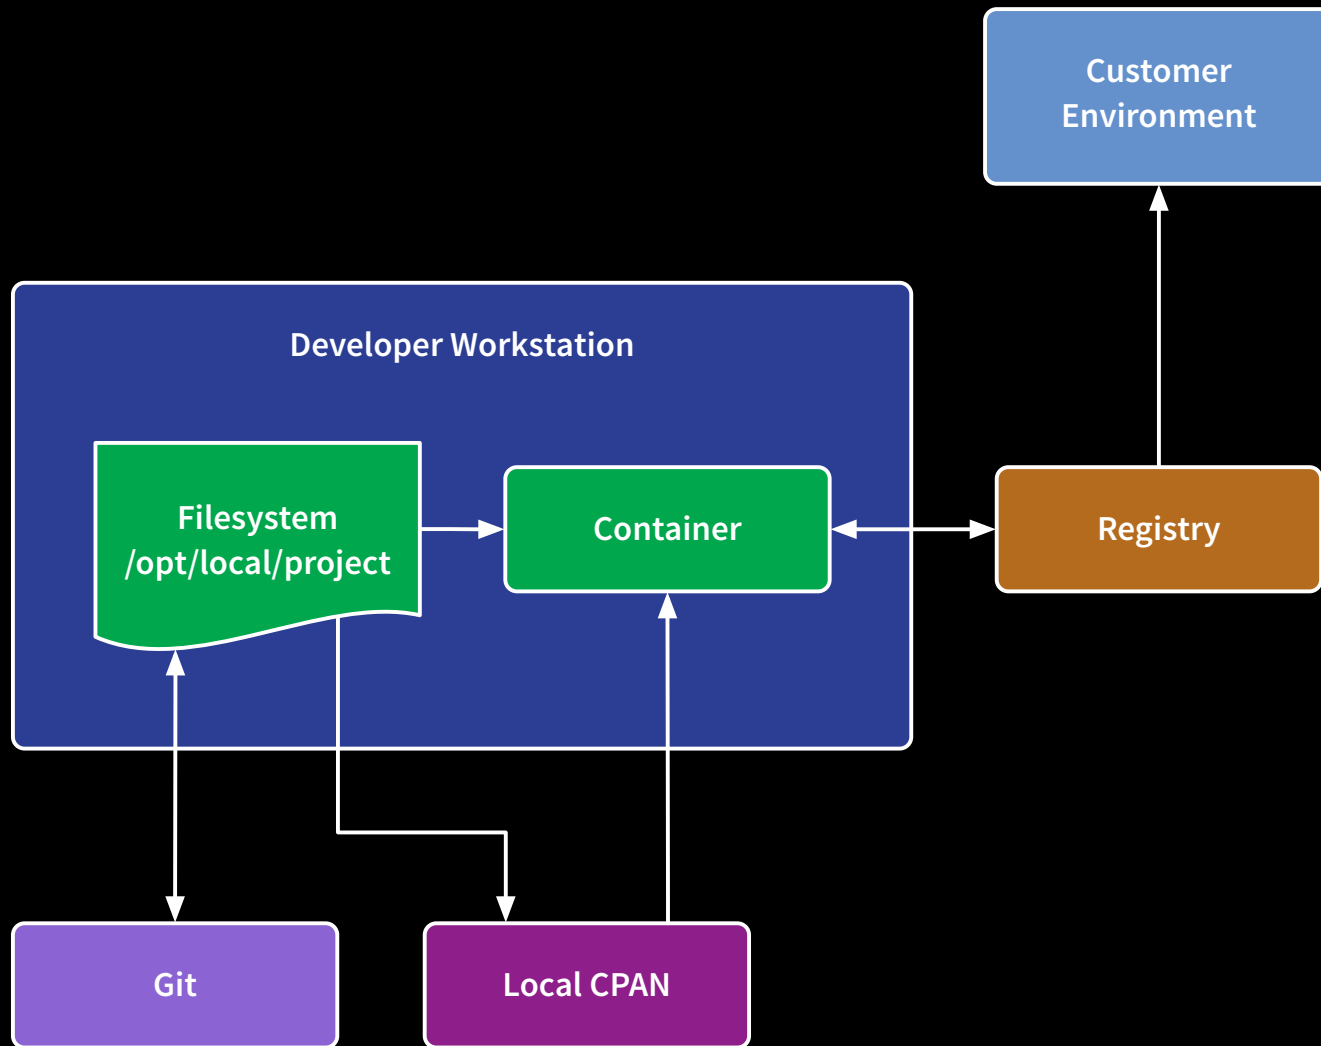 Customer
Environment
Developer Workstation
Filesystem
/opt/local/project
Container
Registry
Git
Local CPAN